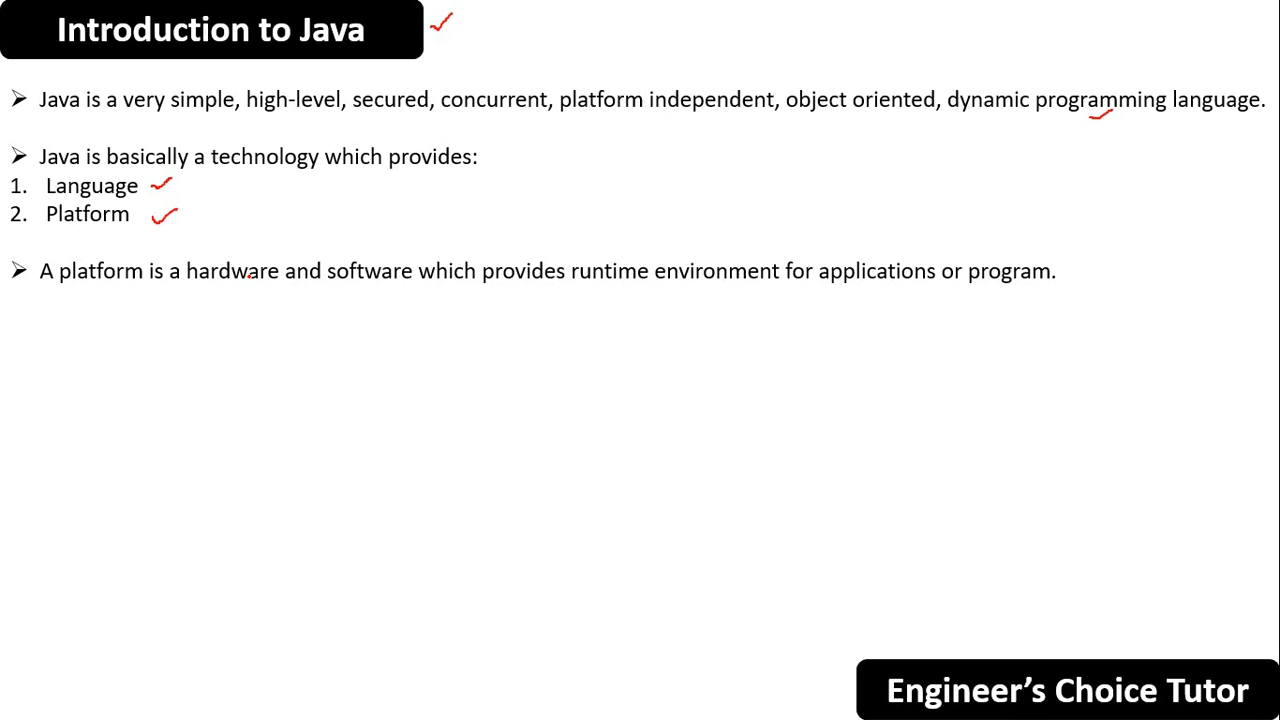 Introduction to Java
➢ Java is a very simple, high-level, secured, concurrent, platform independent, object oriented, dynamic programming language.
➢ Java is basically a technology which provides:
1. Language
2. Platform
➢ A platform is a hardware and software which provides runtime environment for applications or program.
Engineer’s Choice Tutor